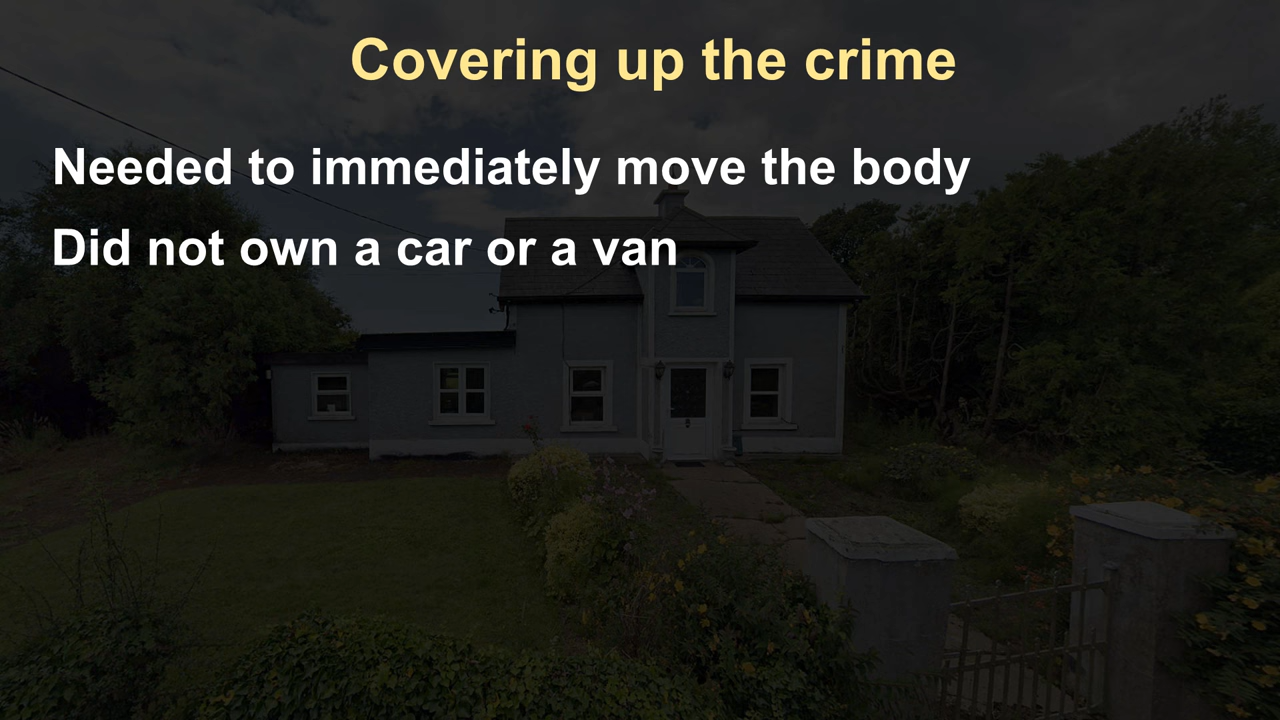 Covering up the crime
Needed to immediately move the body
Did not own a car or a van